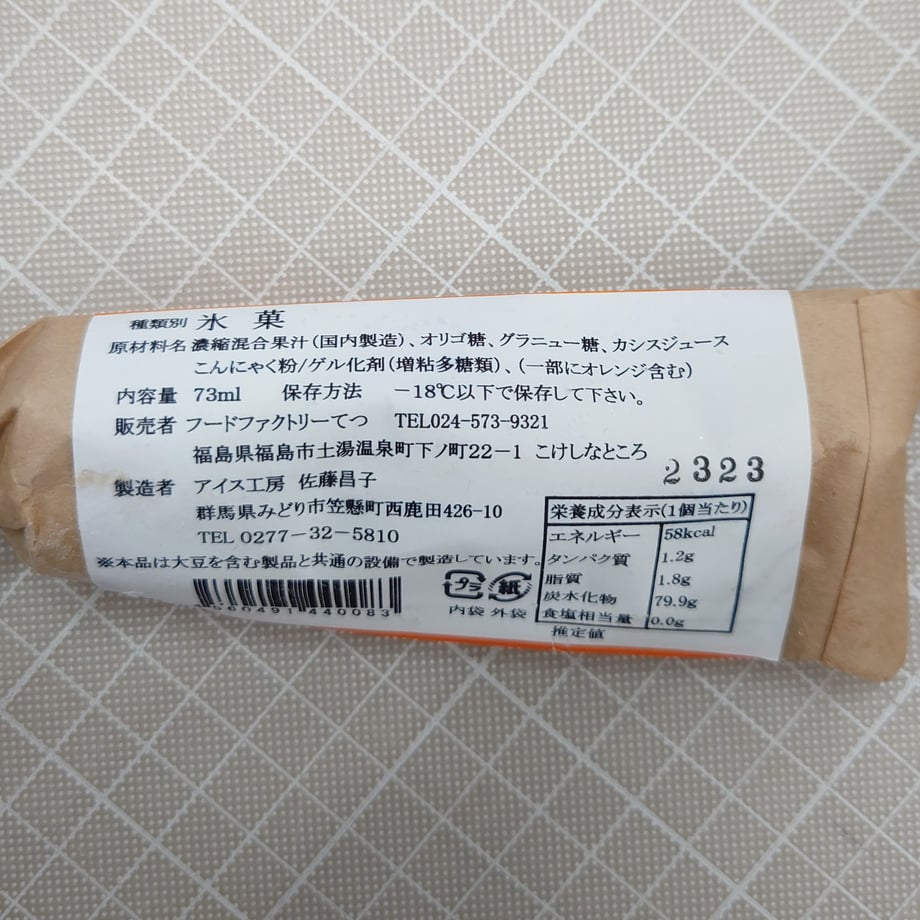 種類別 氷菓
原材料名 濃縮混合果汁(国内製造)、オリゴ糖、グラニュー糖、カシスジュース
こんにゃく粉/ゲル化剤(増粘多糖類)、(一部にオレンジ含む)
内容量 73ml 保存方法 −18℃以下で保存して下さい。
販売者 フードファクトリーてつ TEL024-573-9321
福島県福島市土湯温泉町下ノ町22−1 こけしなところ
2323
製造者 アイス工房 佐藤昌子
群馬県みどり市笠懸町西鹿田426-10
TEL 0277-32-5810
※本品は大豆を含む製品と共通の設備で製造しています。
栄養成分表示(1個当たり)
エネルギー 58kcal
タンパク質 1.2g
脂質 1.8g
炭水化物 79.9g
食塩相当量 0.0g
推定値
プラ 紙
内袋 外袋
560491440083